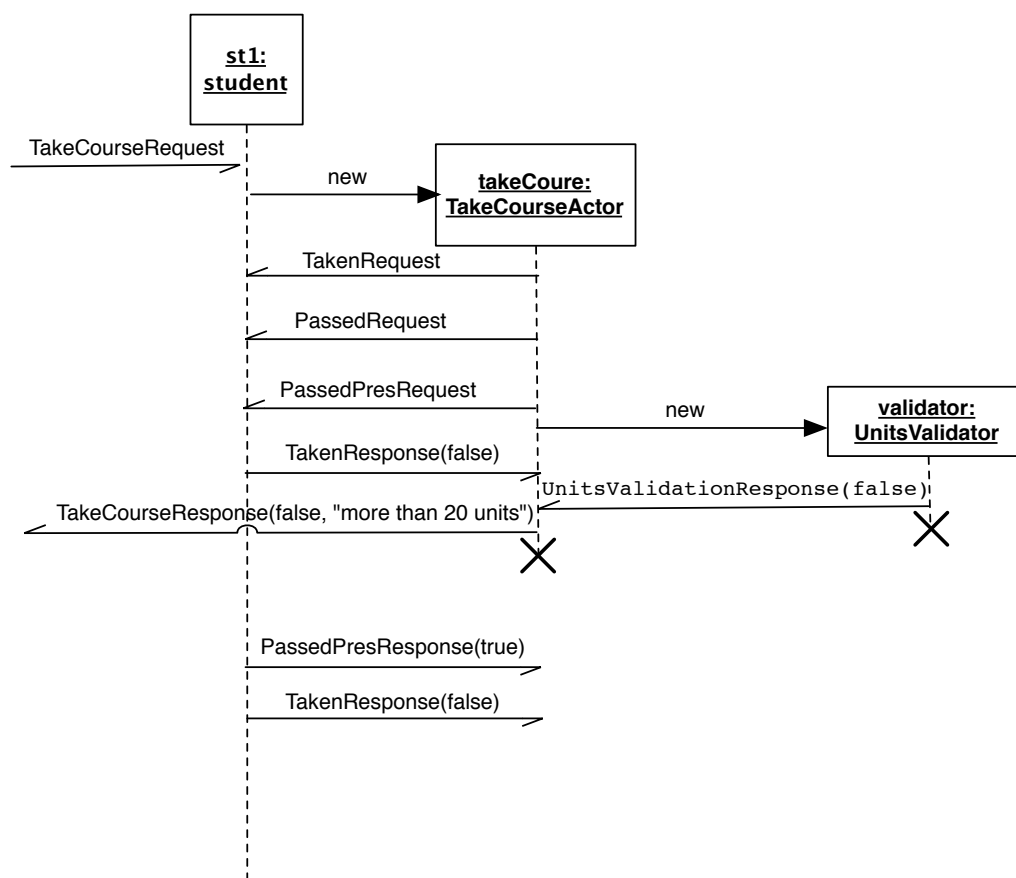 st1:
student
TakeCourseRequest
new
takeCoure:
TakeCourseActor
TakenRequest
PassedRequest
PassedPresRequest
new
validator:
UnitsValidator
TakenResponse(false)
UnitsValidationResponse(false)
TakeCourseResponse(false, "more than 20 units")
PassedPresResponse(true)
TakenResponse(false)